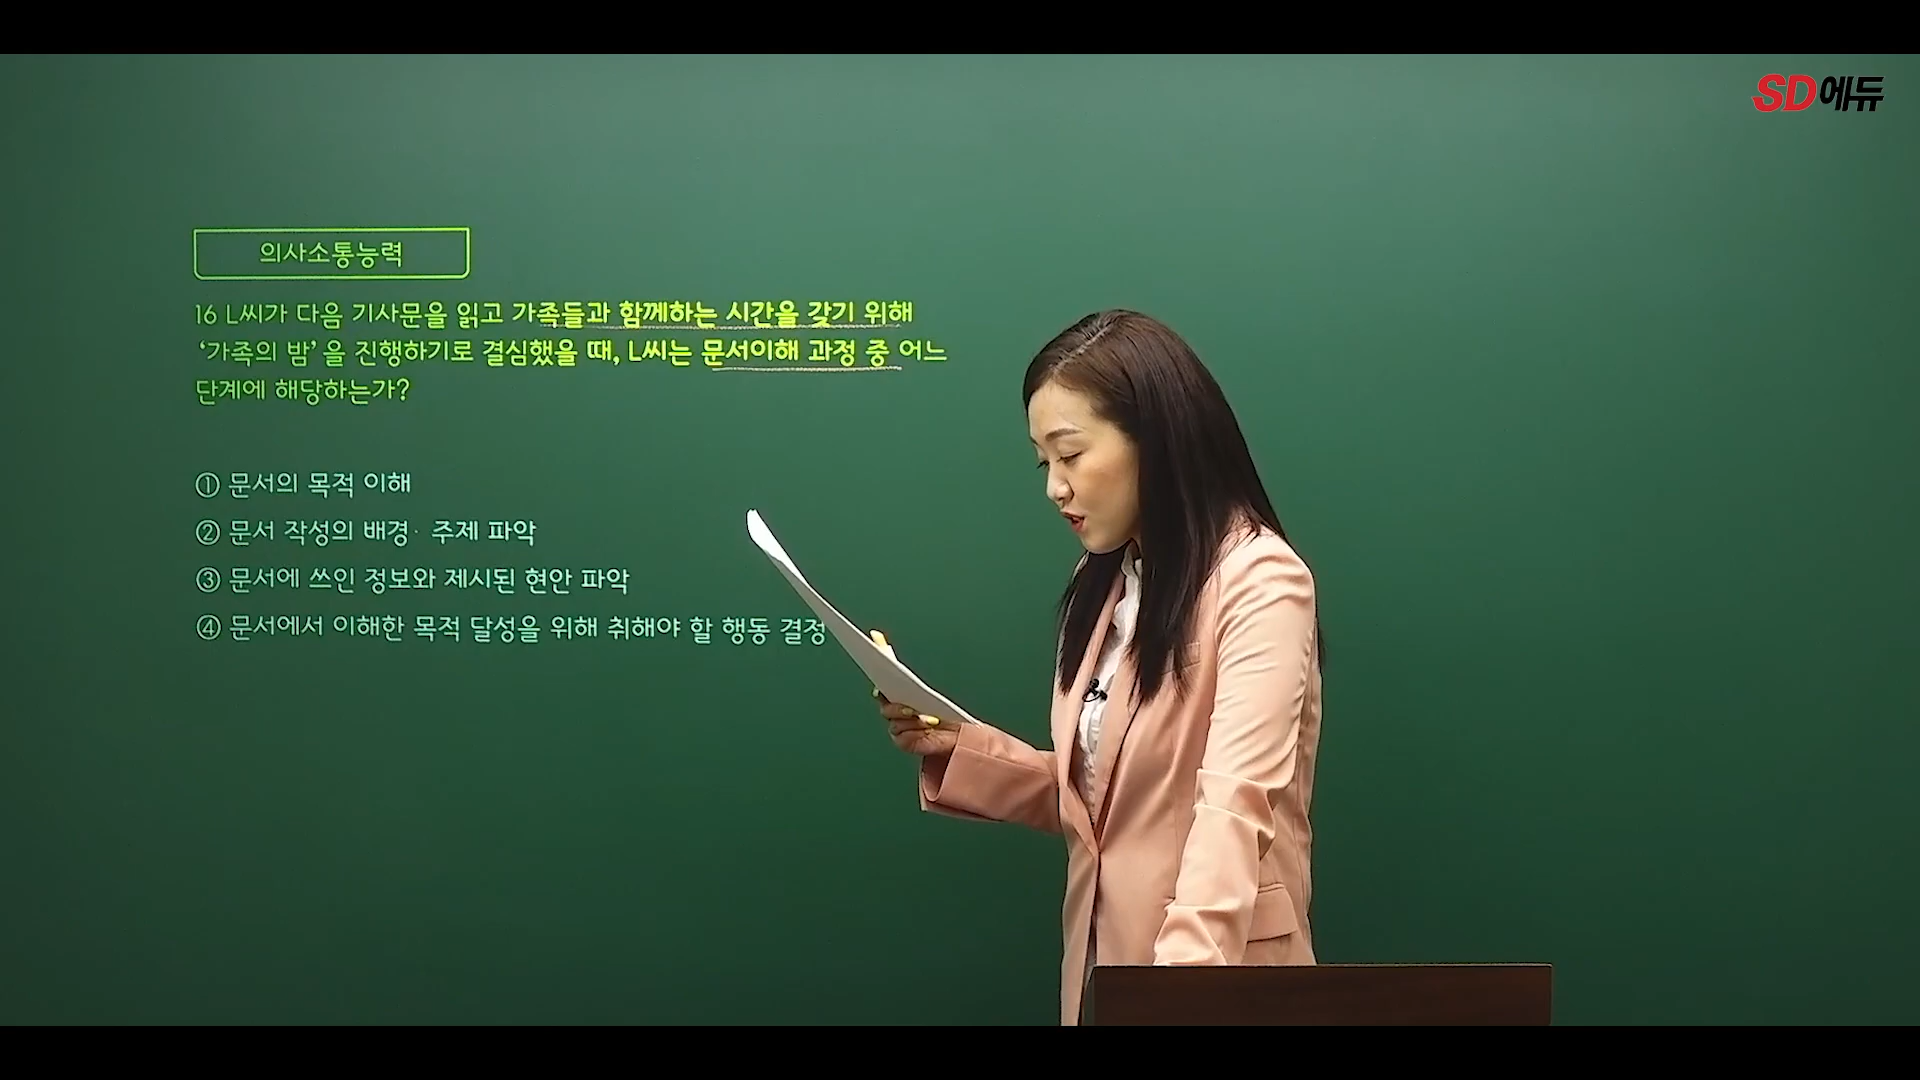 SD에듀
의사소통능력
16 L씨가 다음 기사문을 읽고 가족들과 함께하는 시간을 갖기 위해
‘가족의 밤’을 진행하기로 결심했을 때, L씨는 문서이해 과정 중 어느
단계에 해당하는가?
① 문서의 목적 이해
② 문서 작성의 배경· 주제 파악
③ 문서에 쓰인 정보와 제시된 현안 파악
④ 문서에서 이해한 목적 달성을 위해 취해야 할 행동 결정